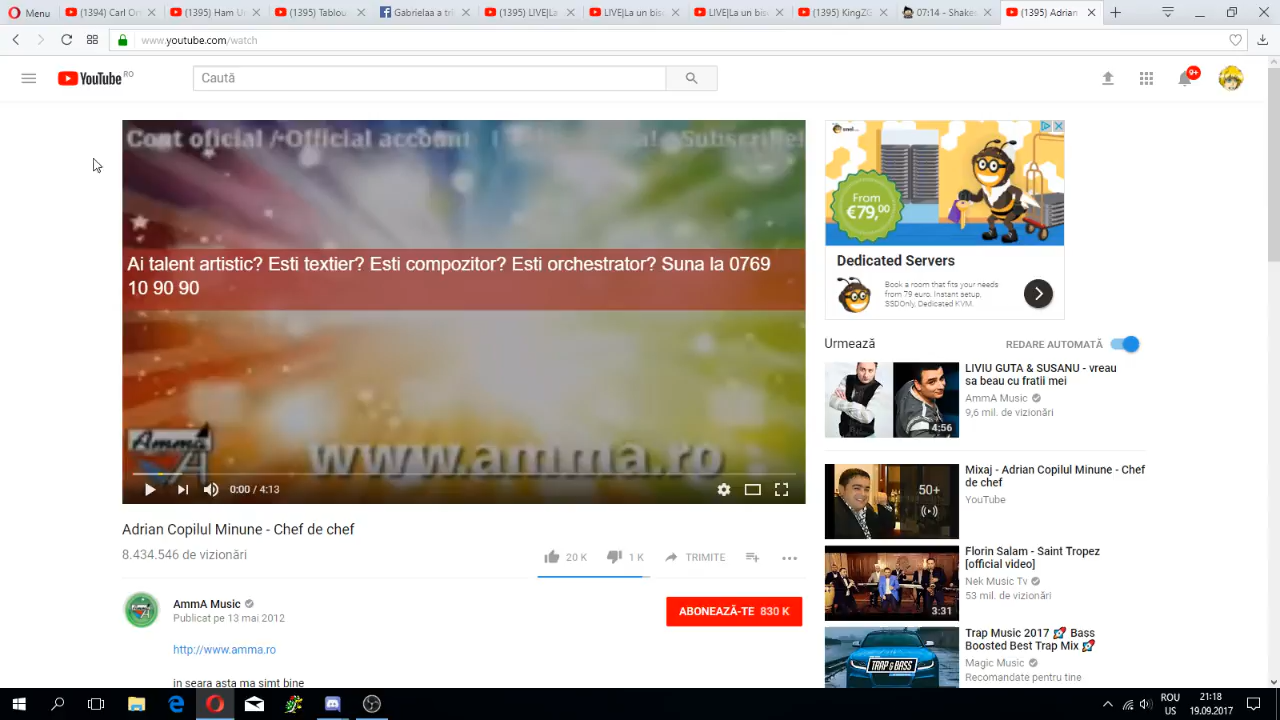 Menu
(1394) Carl Or
(1395) Ham U
(1395) Tablou
Gabrielaa a tri
(1395) LIVE|La
LIVE|La un bis
LIVE|La un bis
(1395) KingZI
07:14 - Shakes
(1395) Adrian
www.youtube.com/watch
YouTube RO
Caută
9+
Cont oficial /
Ai talent artistic? Esti textier? Esti compozitor? Esti orchestrator? Suna la 0769
10 90 90
AmmA
www.amma.ro
0:00 / 4:13
From
€79,00
Dedicated Servers
Book a room that fits your needs
from 79 euro. Instant setup,
SSDOnly, Dedicated KVM.
Urmează
REDARE AUTOMATĂ
LIVIU GUTA & SUSANU - vreau
sa beau cu fratii mei
AmmA Music
9,6 mil. de vizionări
4:56
Mixaj - Adrian Copilul Minune - Chef
de chef
YouTube
50+
Florin Salam - Saint Tropez
[official video]
Nek Music Tv
53 mil. de vizionări
3:31
Trap Music 2017 🚀 Bass
Boosted Best Trap Mix 🚀
Magic Music
Recomandate pentru tine
TRAP & BASS
Adrian Copilul Minune - Chef de chef
8.434.546 de vizionări
20 K
1 K
TRIMITE
AmmA Music
Publicat pe 13 mai 2012
ABONEAZĂ-TE 830 K
http://www.amma.ro
in seara asta ma simt bine
ROU
US
21:18
19.09.2017